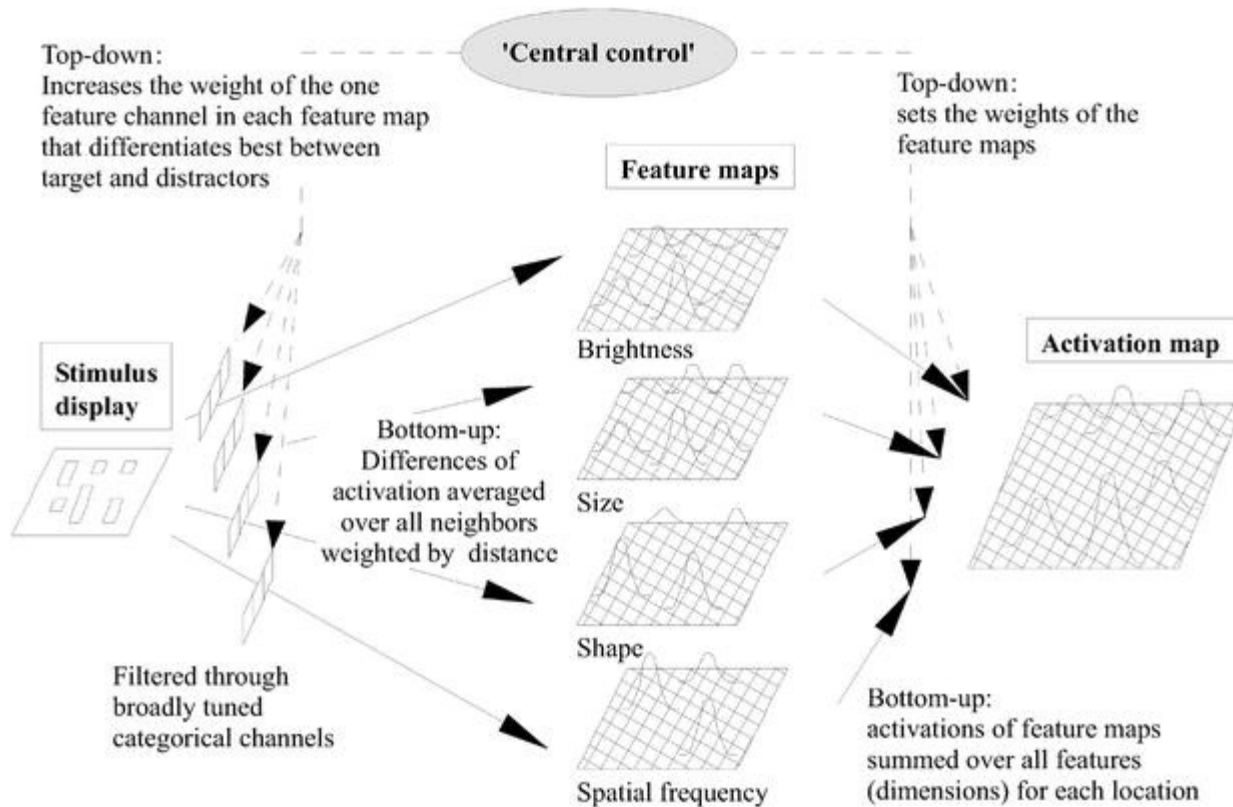 'Central control'
Top-down:
Increases the weight of the one
feature channel in each feature map
that differentiates best between
target and distractors
Top-down:
sets the weights of the
feature maps
Feature maps
Stimulus
display
Brightness
Activation map
Bottom-up:
Differences of
activation averaged
over all neighbors
weighted by distance
Size
Shape
Filtered through
broadly tuned
categorical channels
Spatial frequency
Bottom-up:
activations of feature maps
summed over all features
(dimensions) for each location